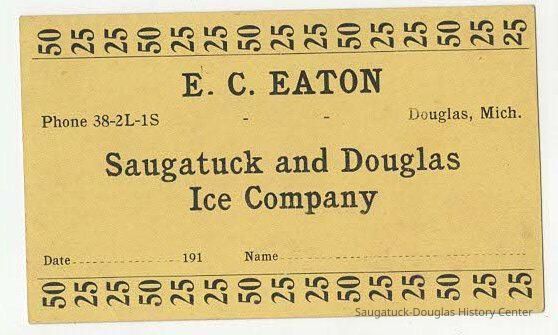 50 25 25 50 25 25 50 25 25 50 25 25 50 25 25
E. C. EATON
Phone 38-2L-1S - - Douglas, Mich.
Saugatuck and Douglas
Ice Company
Date 191 Name
50 25 25 50 25 25 50 25 25 50 25 25 50 25 25
Saugatuck-Douglas History Center